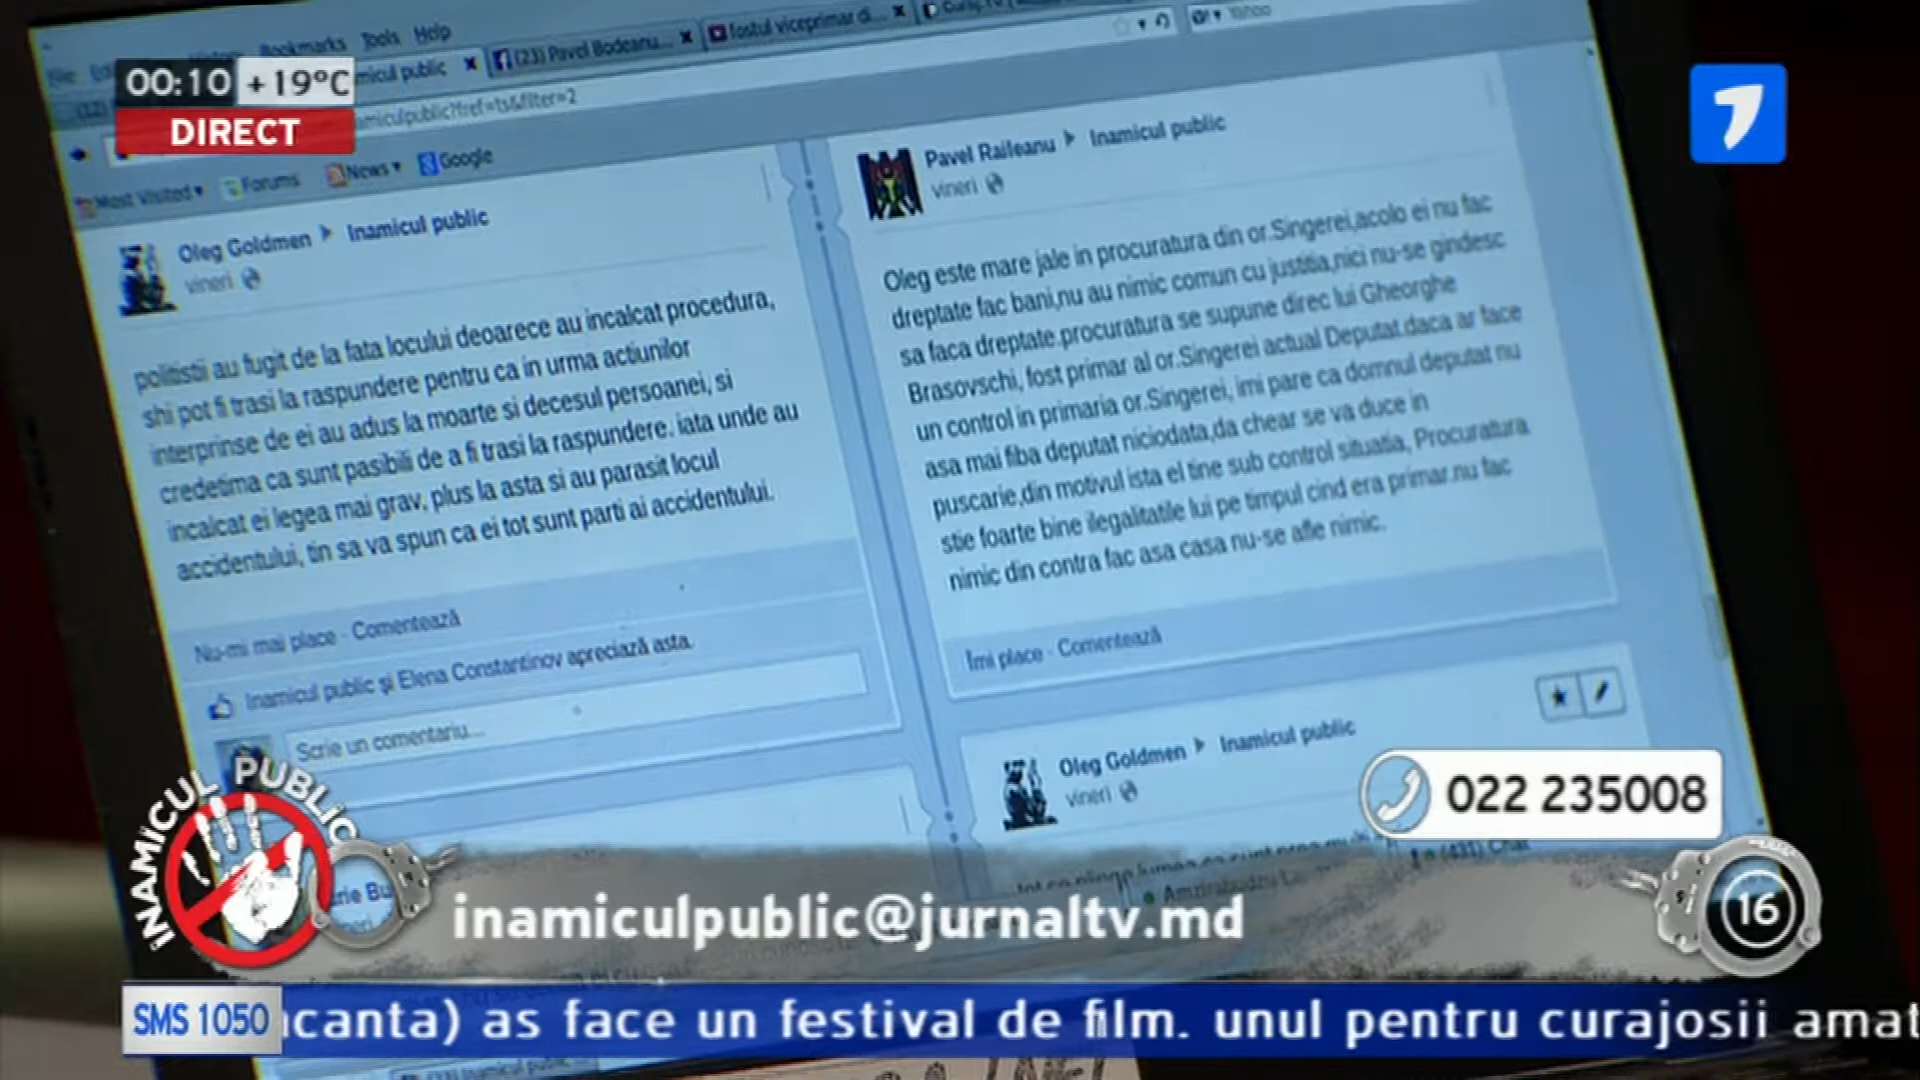 Bookmarks Tools Help
(23) Pavel Bodeanu...
fostul viceprimar di...
00:10 +19°C
DIRECT
micul public
amiculpublic?fref=ts&filter=2
Most Visited
Forums
News
Google
Oleg Goldmen Inamicul public
vineri
politistii au fugit de la fata locului deoarece au incalcat procedura,
shi pot fi trasi la raspundere pentru ca in urma actiunilor
interprinse de ei au adus la moarte si decesul persoanei, si
credetima ca sunt pasibili de a fi trasi la raspundere. iata unde au
incalcat ei legea mai grav, plus la asta si au parasit locul
accidentului, tin sa va spun ca ei tot sunt parti ai accidentului.
Nu-mi mai place · Comentează
Inamicul public și Elena Constantinov apreciază asta.
Scrie un comentariu...
Pavel Raileanu Inamicul public
vineri
Oleg este mare jale in procuratura din or.Singerei,acolo ei nu fac
dreptate fac bani,nu au nimic comun cu justitia,nici nu-se gindesc
sa faca dreptate.procuratura se supune direc lui Gheorghe
Brasovschi, fost primar al or.Singerei actual Deputat.daca ar face
un control in primaria or.Singerei, imi pare ca domnul deputat nu
asa mai fiba deputat niciodata,da chear se va duce in
puscarie,din motivul ista el tine sub control situatia, Procuratura
stie foarte bine ilegalitatile lui pe timpul cind era primar.nu fac
nimic din contra fac asa casa nu-se afle nimic.
Îmi place · Comentează
Oleg Goldmen Inamicul public
vineri
022 235008
INAMICUL PUBLIC
inamiculpublic@jurnaltv.md
16
SMS 1050
acanta) as face un festival de film. unul pentru curajosii amat